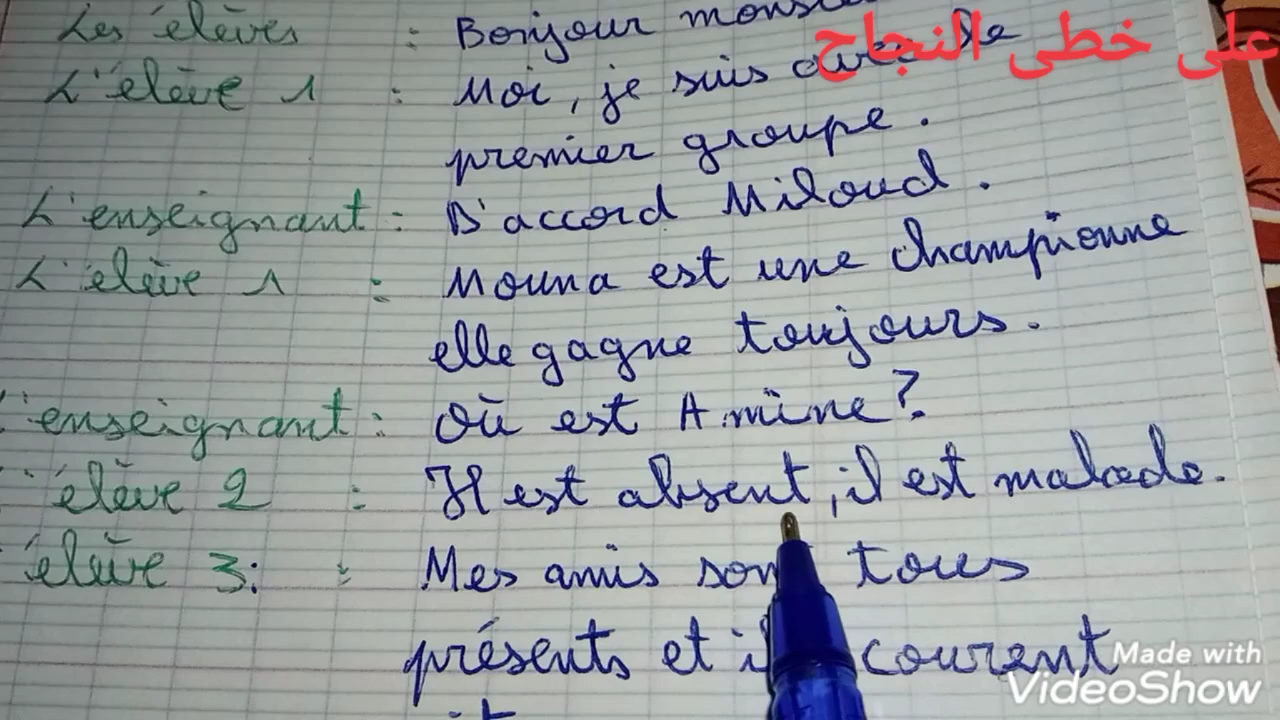 Les élèves : Bonjour
على خطى النجاح
L'élève 1 : Moi, je suis
premier groupe.
L'enseignant : D'accord Miloud.
L'élève 1 : Mouna est une championne
elle gagne toujours.
'enseignant : Où est Amine ?
'élève 2 : Il est absent, il est malade.
élève 3 : : Mes amis sont tous
présents et courent
Made with
VideoShow